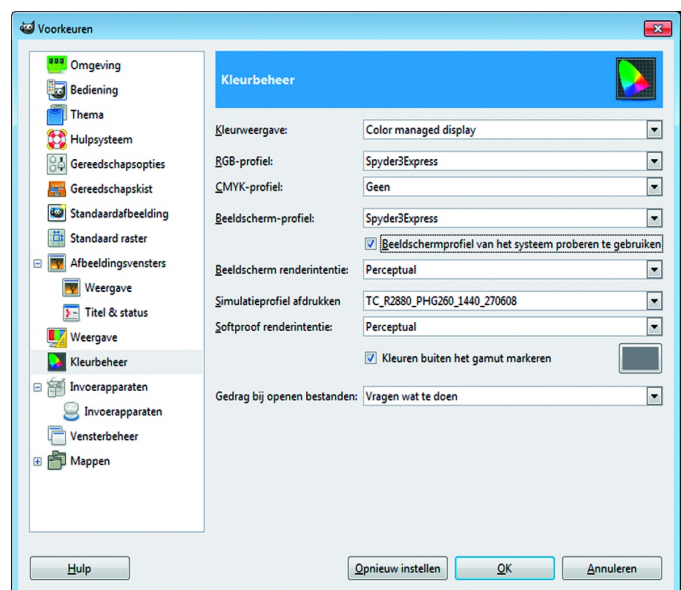 Voorkeuren
Omgeving
Bediening
Thema
Hulpsysteem
Gereedschapsopties
Gereedschapskist
Standaardafbeelding
Standaard raster
Afbeeldingsvensters
Weergave
Titel & status
Weergave
Kleurbeheer
Invoerapparaten
Invoerapparaten
Vensterbeheer
Mappen
Kleurbeheer
Kleurweergave: Color managed display
RGB-profiel: Spyder3Express
CMYK-profiel: Geen
Beeldscherm-profiel: Spyder3Express
Beeldschermprofiel van het systeem proberen te gebruiken
Beeldscherm renderintentie: Perceptual
Simulatieprofiel afdrukken TC_R2880_PHG260_1440_270608
Softproof renderintentie: Perceptual
Kleuren buiten het gamut markeren
Gedrag bij openen bestanden: Vragen wat te doen
Hulp Opnieuw instellen OK Annuleren